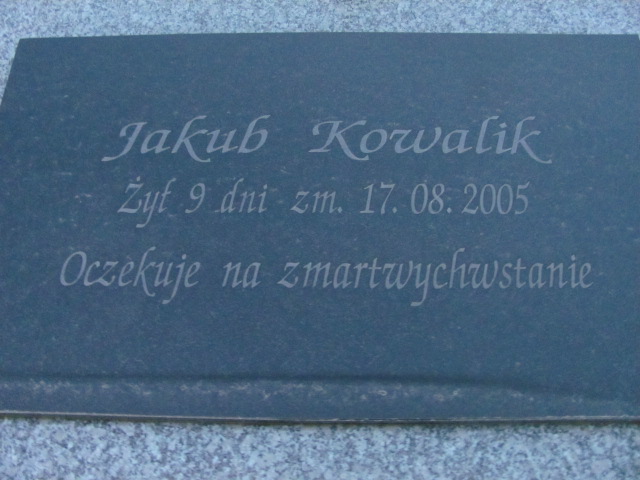 Jakub Kowalik
Żył 9 dni zm. 17.08.2005
Oczekuje na zmartwychwstanie